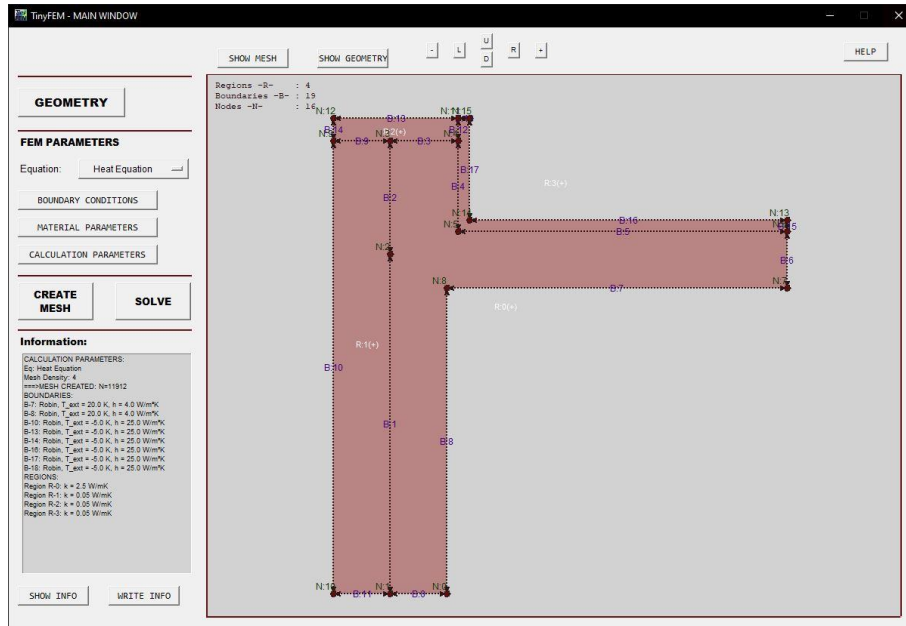 TinyFEM - MAIN WINDOW
SHOW MESH
SHOW GEOMETRY
-
L
U
D
R
+
HELP
GEOMETRY
FEM PARAMETERS
Equation: Heat Equation
BOUNDARY CONDITIONS
MATERIAL PARAMETERS
CALCULATION PARAMETERS
CREATE
MESH
SOLVE
Information:
CALCULATION PARAMETERS:
Eq: Heat Equation
Mesh Density: 4
===>MESH CREATED: N=11912
BOUNDARIES:
B-7: Robin, T_ext = 20.0 K, h = 4.0 W/m²K
B-8: Robin, T_ext = 20.0 K, h = 4.0 W/m²K
B-10: Robin, T_ext = -5.0 K, h = 25.0 W/m²K
B-13: Robin, T_ext = -5.0 K, h = 25.0 W/m²K
B-14: Robin, T_ext = -5.0 K, h = 25.0 W/m²K
B-16: Robin, T_ext = -5.0 K, h = 25.0 W/m²K
B-17: Robin, T_ext = -5.0 K, h = 25.0 W/m²K
B-18: Robin, T_ext = -5.0 K, h = 25.0 W/m²K
REGIONS:
Region R-0: k = 2.5 W/mK
Region R-1: k = 0.05 W/mK
Region R-2: k = 0.05 W/mK
Region R-3: k = 0.05 W/mK
SHOW INFO
WRITE INFO
Regions -R- : 4
Boundaries -B- : 19
Nodes -N- : 16
N:12
B:13
N:15
B:14
R:2(+)
B:12
B:9
B:3
B:17
B:4
R:3(+)
B:2
N:13
B:16
N:5
B:5
N:2
B:6
N:8
B:7
N:7
R:0(+)
R:1(+)
B:10
B:1
B:8
B:11
B:0
N:0